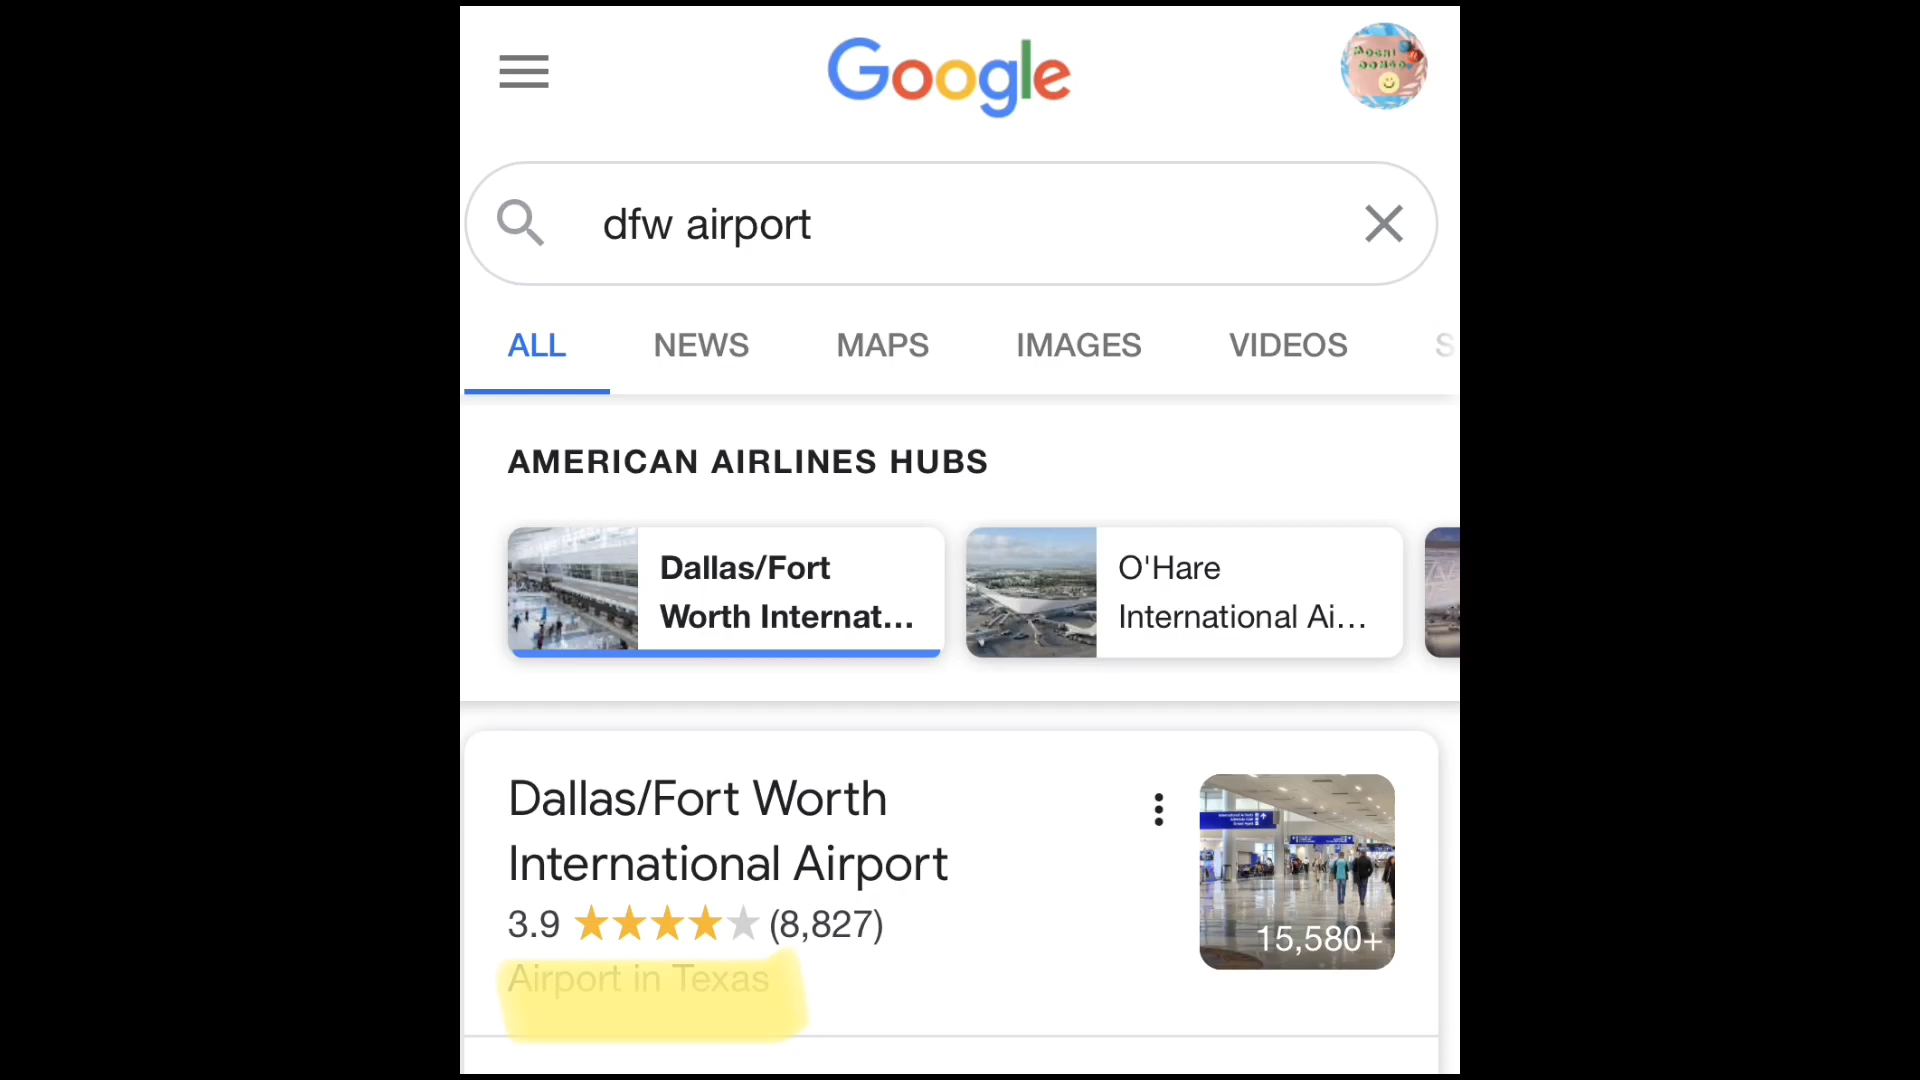 Google
dfw airport
ALL NEWS MAPS IMAGES VIDEOS S
AMERICAN AIRLINES HUBS
Dallas/Fort
Worth Internat...
O'Hare
International Ai...
Dallas/Fort Worth
International Airport
3.9 (8,827)
15,580+
Airport in Texas